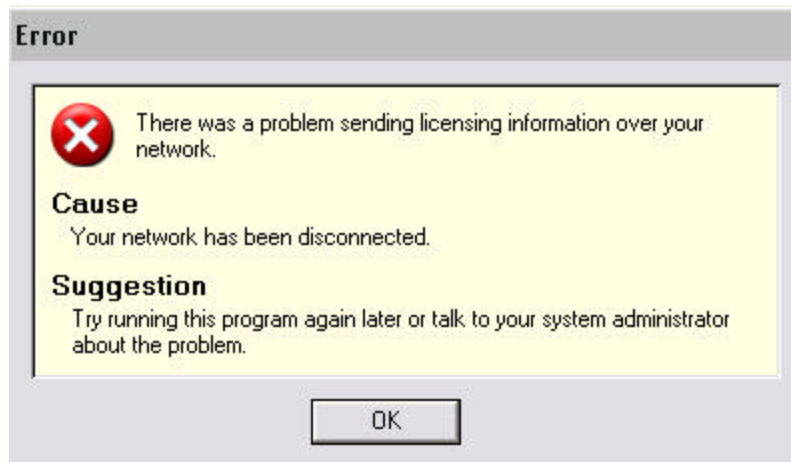 Error
There was a problem sending licensing information over your
network.
Cause
Your network has been disconnected.
Suggestion
Try running this program again later or talk to your system administrator
about the problem.
OK